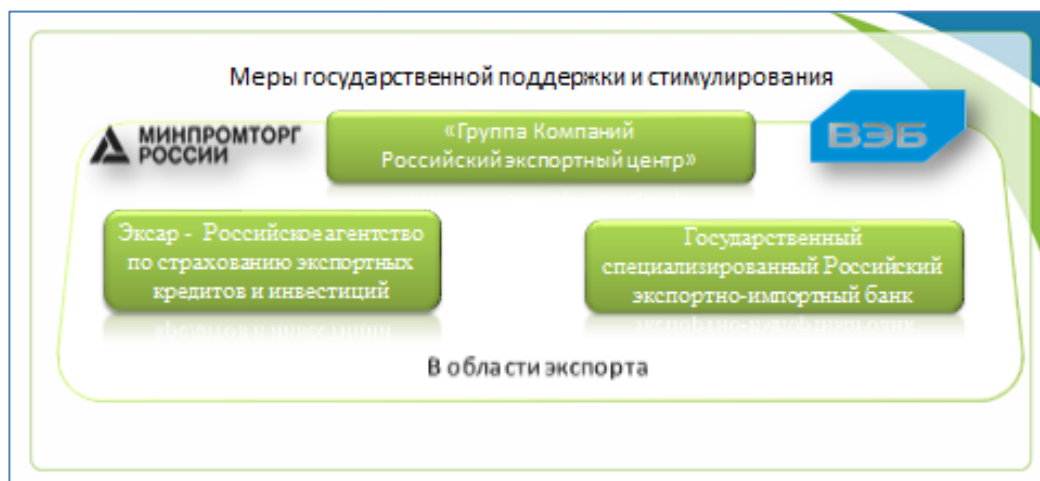 Меры государственной поддержки и стимулирования
МИНПРОМТОРГ
РОССИИ
«Группа Компаний
Российский экспортный центр»
ВЭБ
Эксар - Российское агентство
по страхованию экспортных
кредитов и инвестиций
Государственный
специализированный Российский
экспортно-импортный банк
В области экспорта